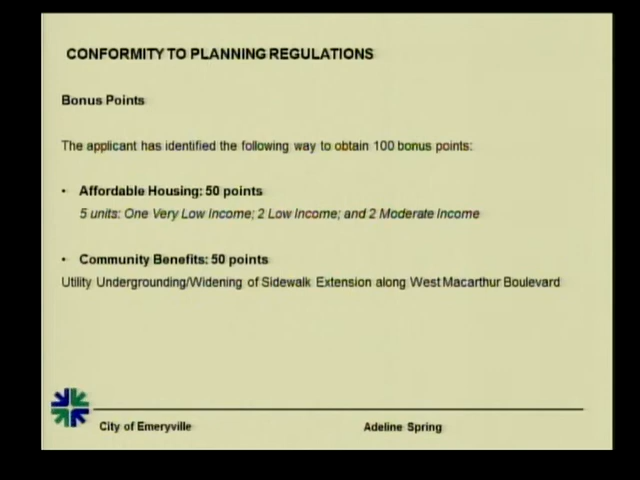 CONFORMITY TO PLANNING REGULATIONS
Bonus Points
The applicant has identified the following way to obtain 100 bonus points:
• Affordable Housing: 50 points
5 units: One Very Low Income; 2 Low Income; and 2 Moderate Income
• Community Benefits: 50 points
Utility Undergrounding/Widening of Sidewalk Extension along West Macarthur Boulevard
City of Emeryville
Adeline Spring